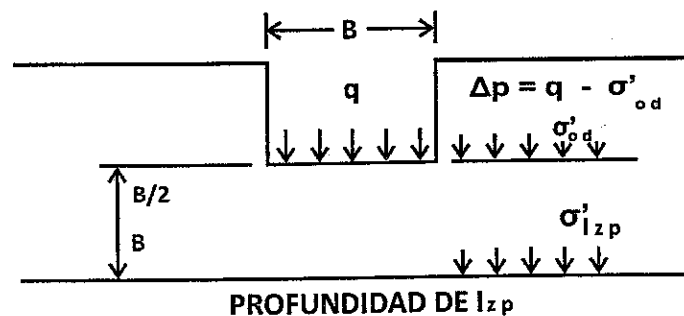 B
q
Δp = q - σ'od
σ'od
B/2
B
σ'Izp
PROFUNDIDAD DE Izp